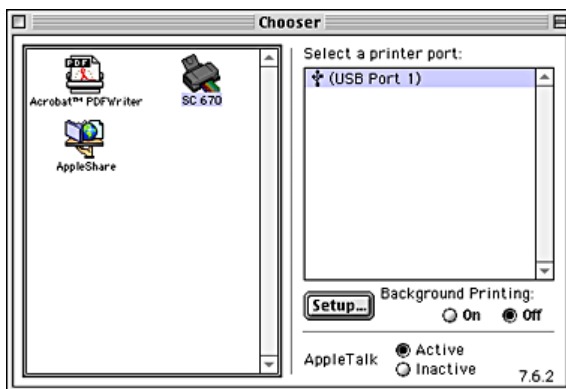 Chooser
PDF
Acrobat™ PDFWriter
SC 670
AppleShare
Select a printer port:
(USB Port 1)
Setup...
Background Printing:
On
Off
AppleTalk
Active
Inactive
7.6.2